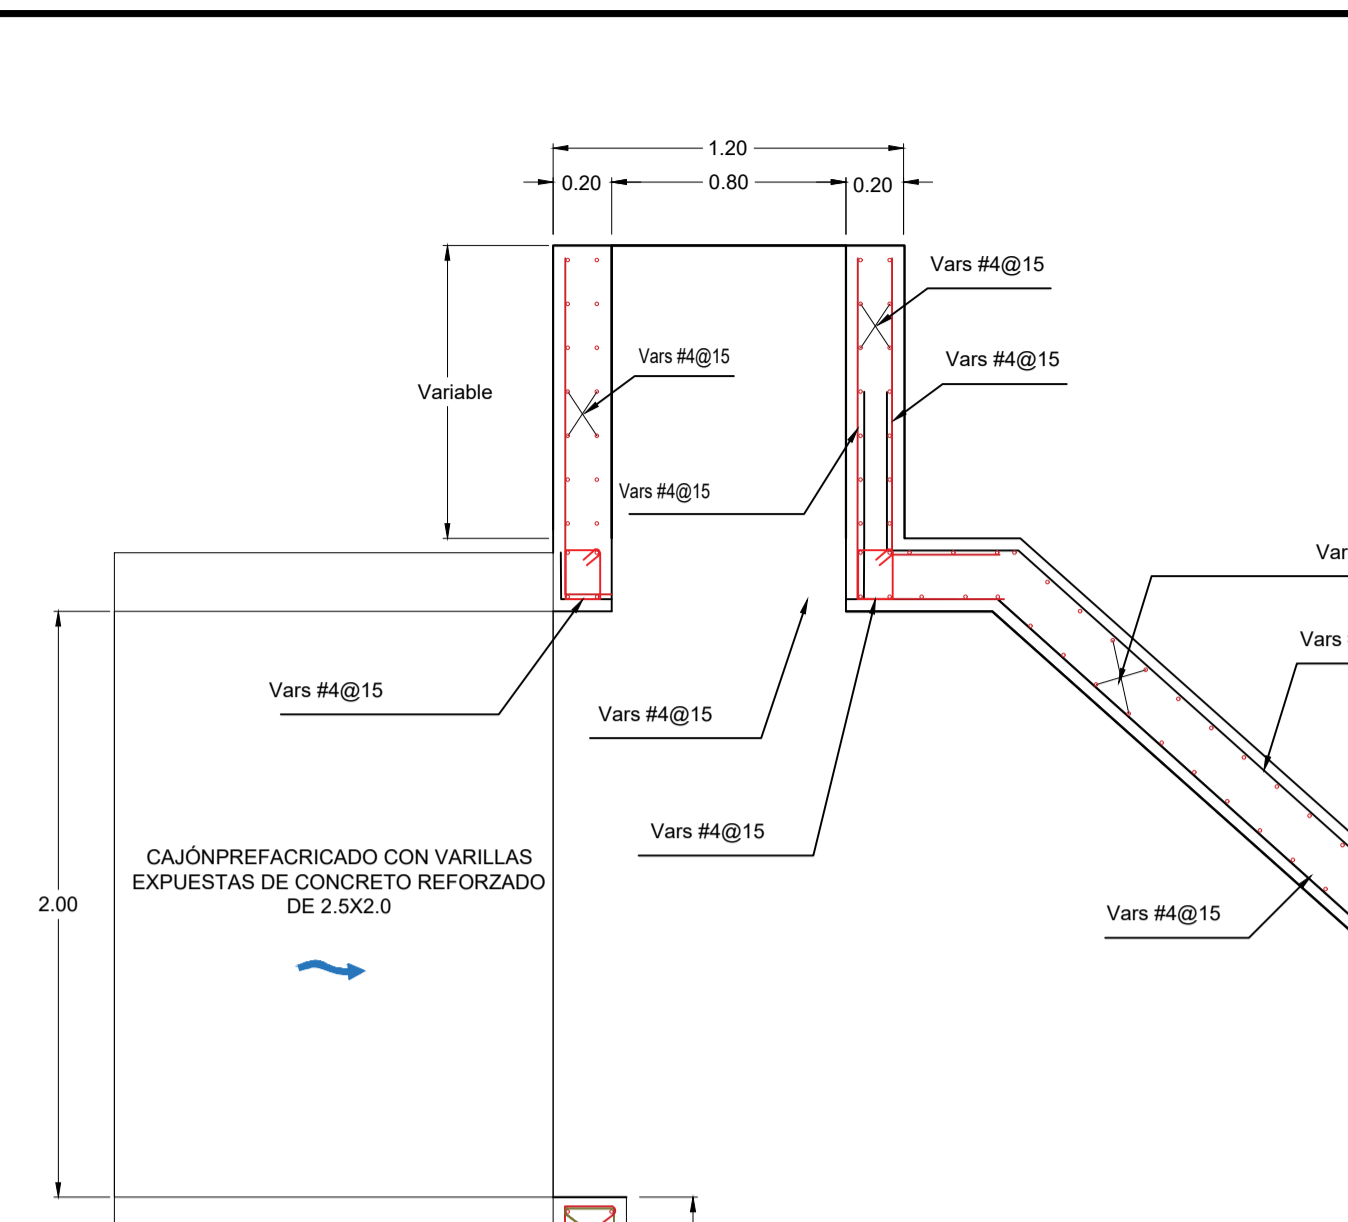 1.20
0.20
0.80
0.20
Vars #4@15
Vars #4@15
Vars #4@15
Variable
Vars #4@15
Var
Vars
Vars #4@15
Vars #4@15
Vars #4@15
CAJÓNPREFACRICADO CON VARILLAS
EXPUESTAS DE CONCRETO REFORZADO
DE 2.5X2.0
2.00
Vars #4@15